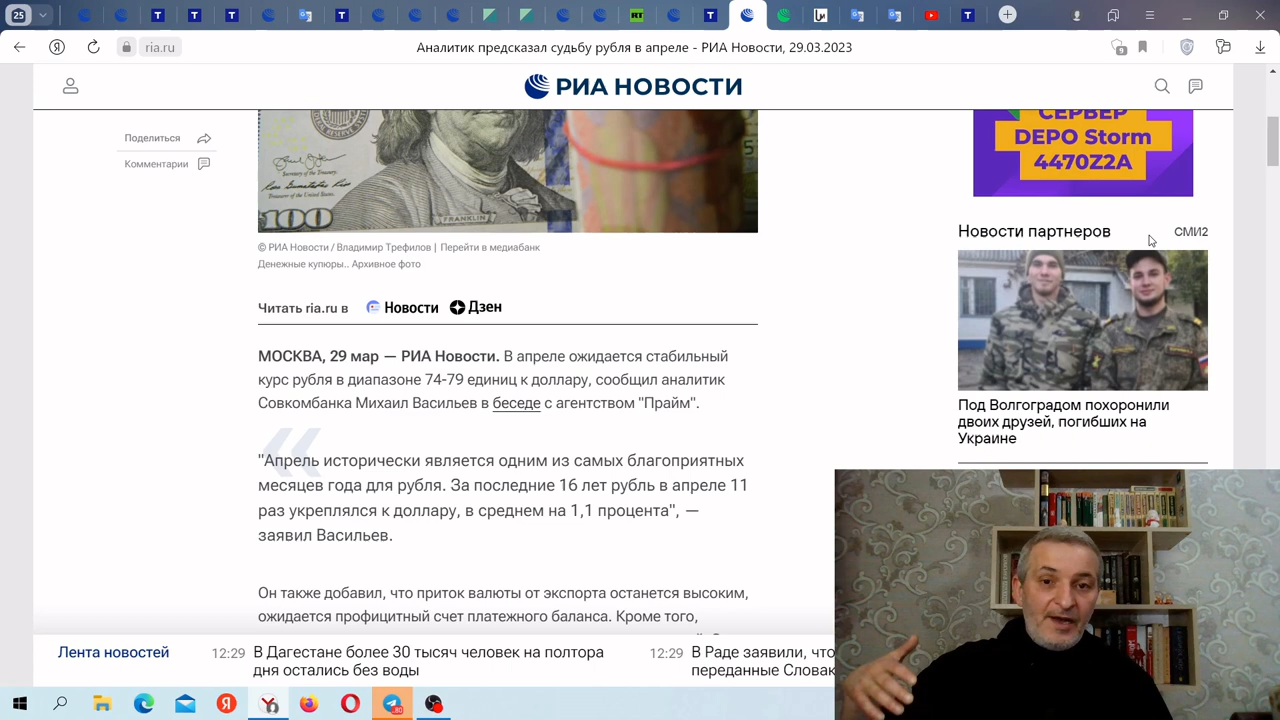 25
ria.ru
Аналитик предсказал судьбу рубля в апреле - РИА Новости, 29.03.2023
9
РИА НОВОСТИ
Поделиться
Комментарии
100
FRANKLIN
СЕРВЕР
DEPO Storm
4470Z2A
© РИА Новости / Владимир Трефилов | Перейти в медиабанк
Денежные купюры.. Архивное фото
Новости партнеров
СМИ2
Читать ria.ru в
Новости
Дзен
МОСКВА, 29 мар — РИА Новости. В апреле ожидается стабильный
курс рубля в диапазоне 74-79 единиц к доллару, сообщил аналитик
Совкомбанка Михаил Васильев в беседе с агентством "Прайм".
"Апрель исторически является одним из самых благоприятных
месяцев года для рубля. За последние 16 лет рубль в апреле 11
раз укреплялся к доллару, в среднем на 1,1 процента", —
заявил Васильев.
Он также добавил, что приток валюты от экспорта останется высоким,
ожидается профицитный счет платежного баланса. Кроме того,
Под Волгоградом похоронили
двоих друзей, погибших на
Украине
Лента новостей
12:29
В Дагестане более 30 тысяч человек на полтора
дня остались без воды
12:29
В Раде заявили, что
переданные Словак
80